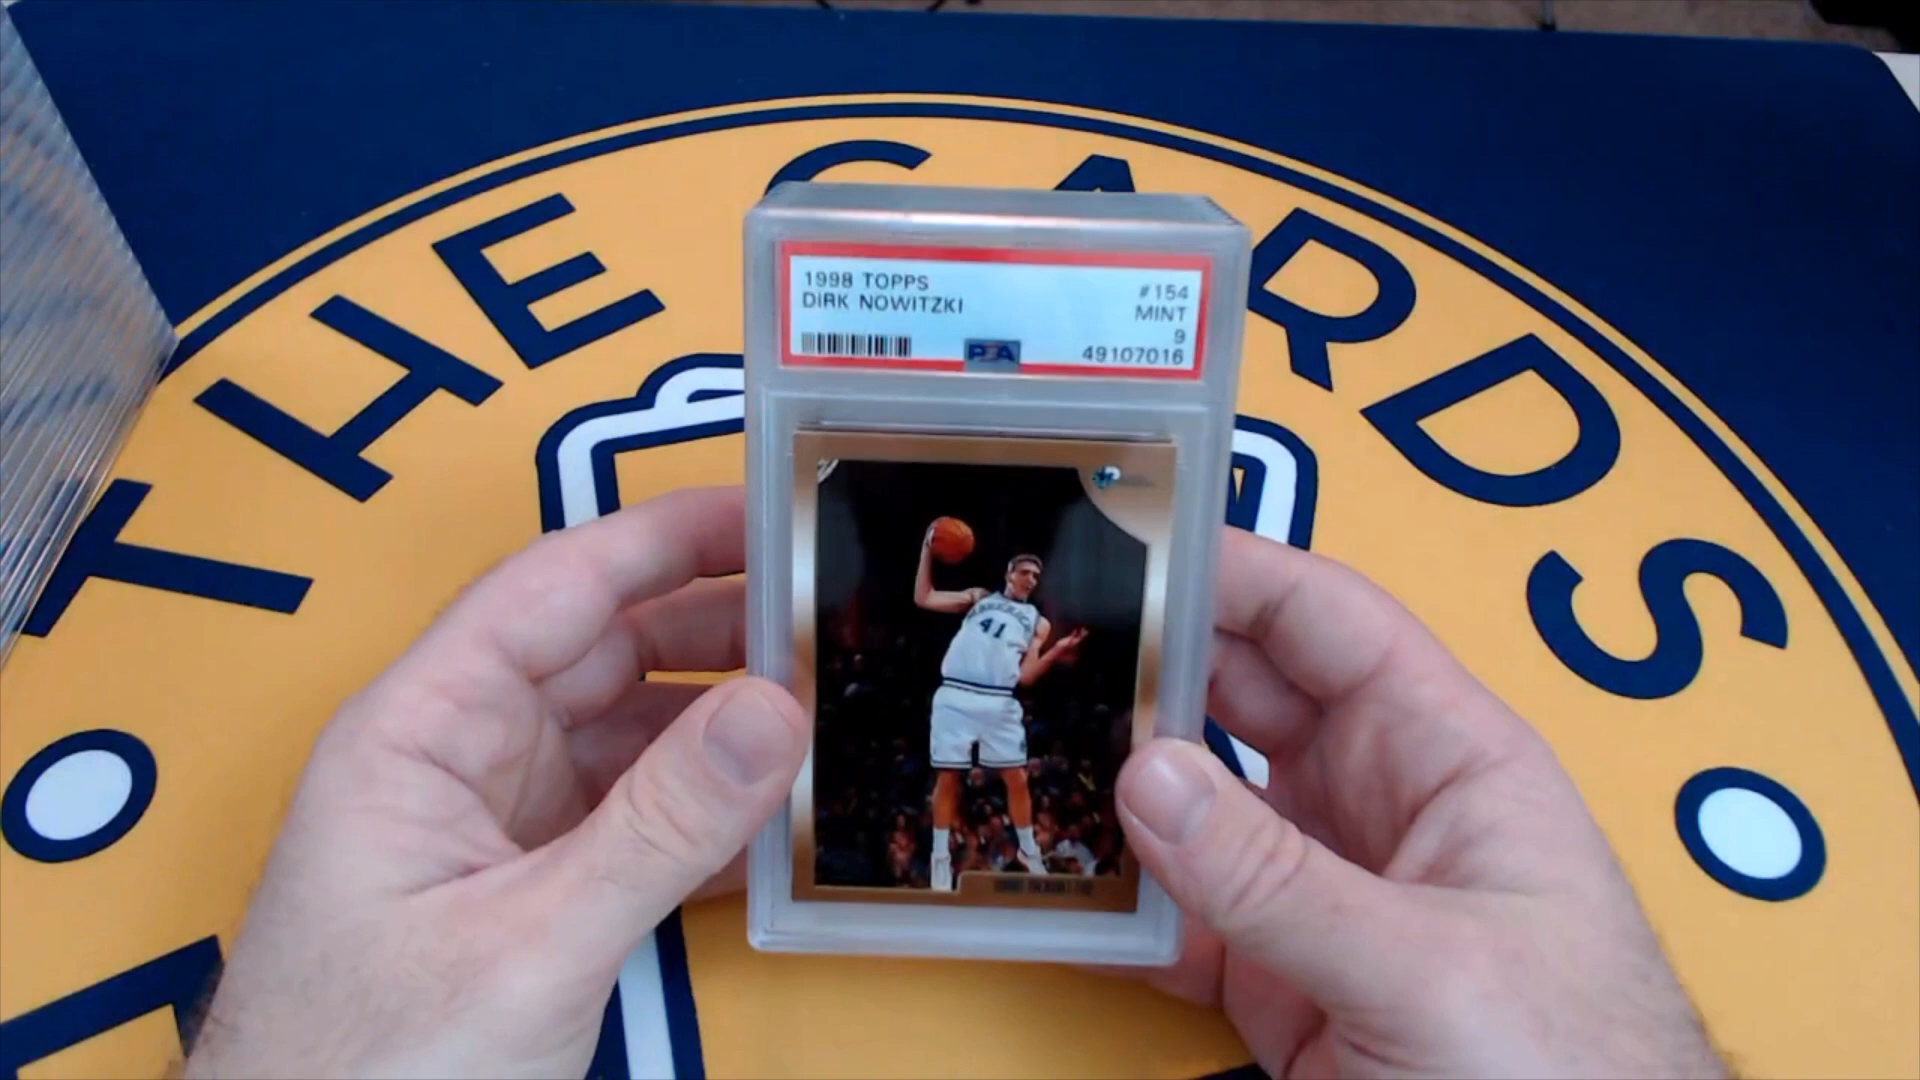 THE CARDS
1998 TOPPS
DIRK NOWITZKI
#154
MINT
9
49107016
PSA
41